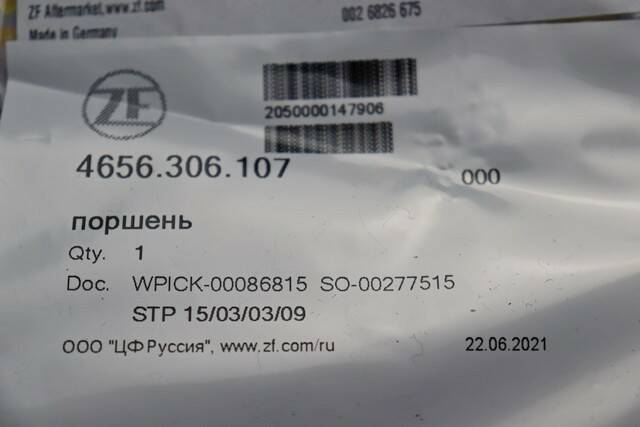 ZF Aftermarket, www.zf.com
Made in Germany
002 6826 675
ZF
2050000147906
4656.306.107
000
поршень
Qty. 1
Doc. WPICK-00086815 SO-00277515
STP 15/03/03/09
ООО "ЦФ Руссия", www.zf.com/ru
22.06.2021